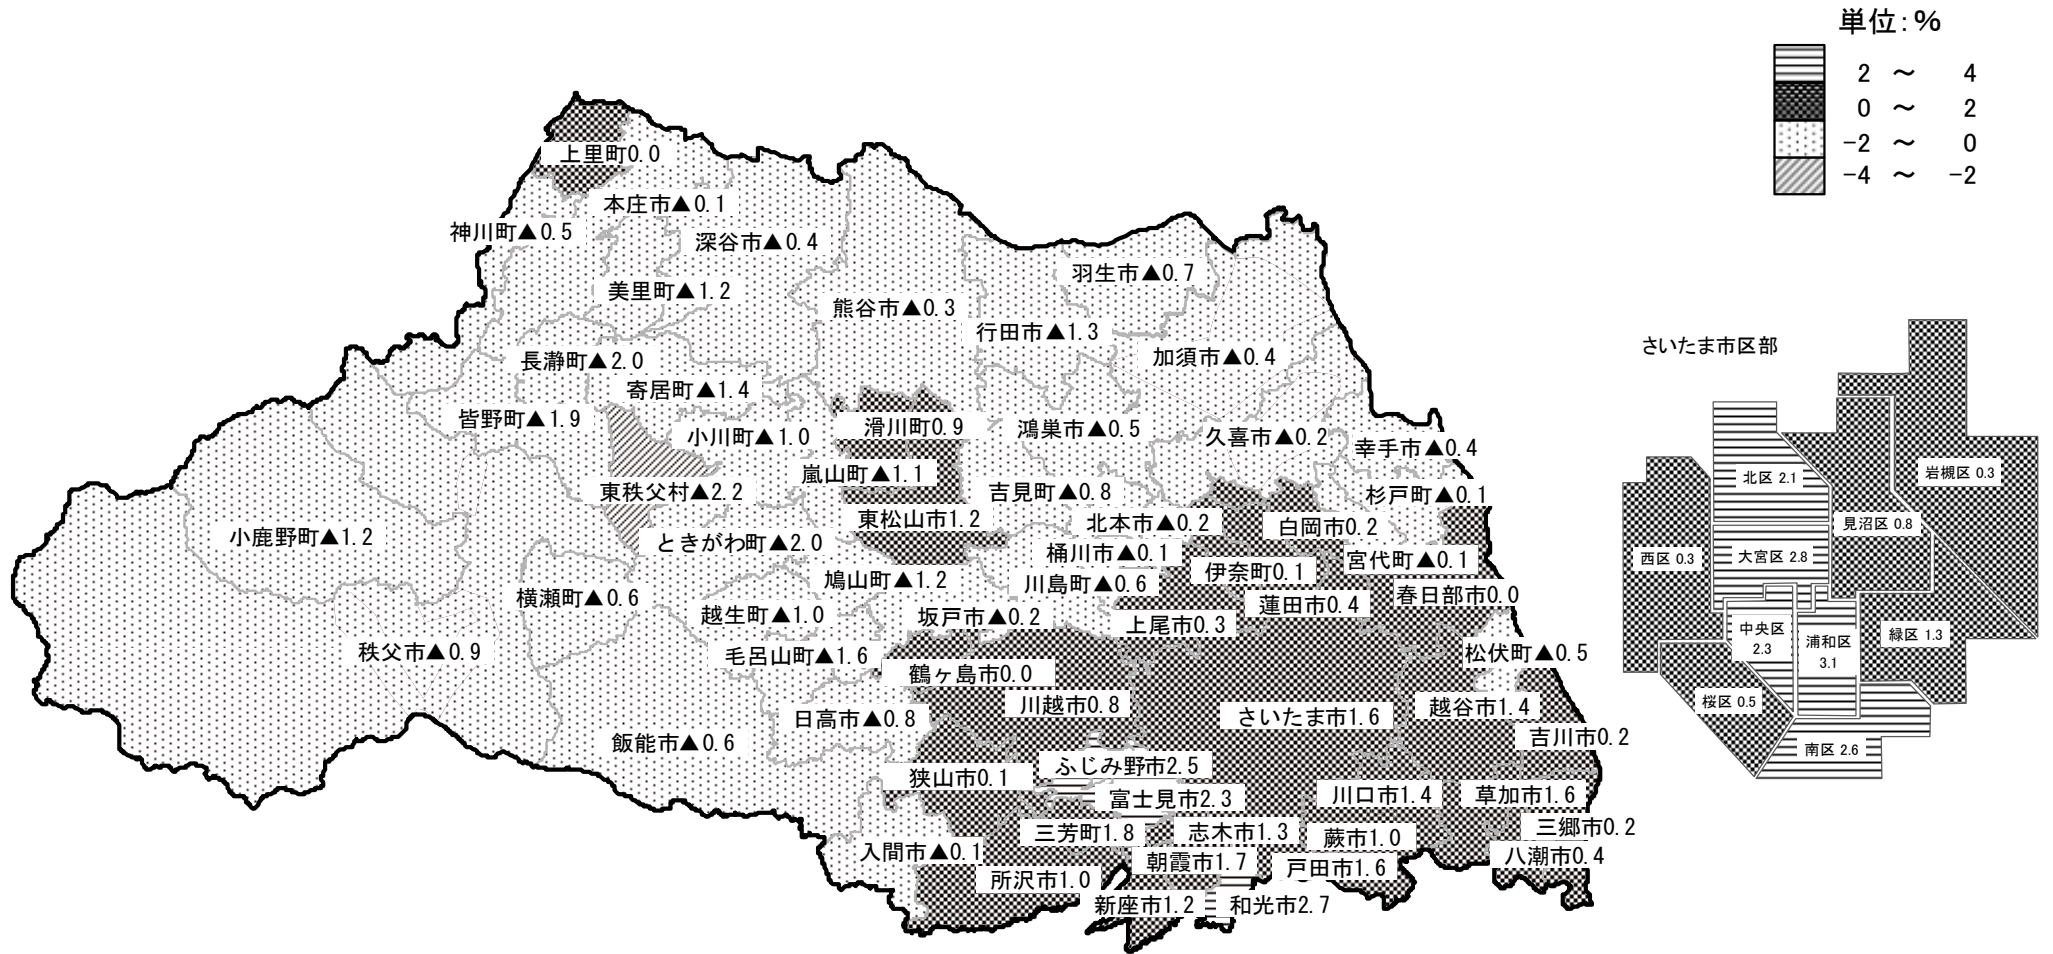 単位：%
2 ～ 4
0 ～ 2
-2 ～ 0
-4 ～ -2
上里町0.0
本庄市▲0.1
神川町▲0.5
深谷市▲0.4
羽生市▲0.7
美里町▲1.2
熊谷市▲0.3
行田市▲1.3
加須市▲0.4
長瀞町▲2.0
寄居町▲1.4
皆野町▲1.9
小川町▲1.0
滑川町0.9
鴻巣市▲0.5
久喜市▲0.2
幸手市▲0.4
嵐山町▲1.1
東秩父村▲2.2
吉見町▲0.8
杉戸町▲0.1
東松山市1.2
北本市▲0.2
白岡市0.2
小鹿野町▲1.2
ときがわ町▲2.0
桶川市▲0.1
宮代町▲0.1
伊奈町0.1
鳩山町▲1.2
川島町▲0.6
春日部市0.0
横瀬町▲0.6
蓮田市0.4
越生町▲1.0
坂戸市▲0.2
上尾市0.3
秩父市▲0.9
毛呂山町▲1.6
松伏町▲0.5
鶴ヶ島市0.0
川越市0.8
越谷市1.4
日高市▲0.8
さいたま市1.6
飯能市▲0.6
吉川市0.2
狭山市0.1
ふじみ野市2.5
富士見市2.3
川口市1.4
草加市1.6
三芳町1.8
志木市1.3
蕨市1.0
三郷市0.2
入間市▲0.1
朝霞市1.7
戸田市1.6
八潮市0.4
所沢市1.0
新座市1.2
和光市2.7
さいたま市区部
岩槻区 0.3
北区 2.1
見沼区 0.8
大宮区 2.8
西区 0.3
中央区
2.3
浦和区
3.1
緑区 1.3
桜区 0.5
南区 2.6